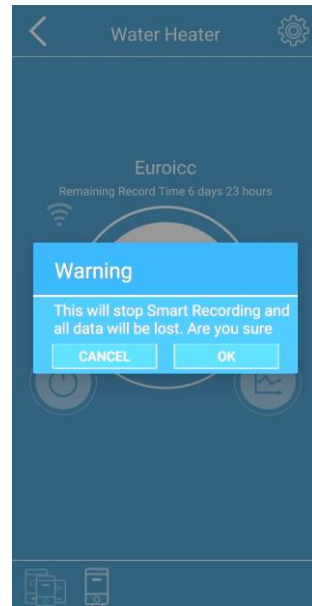 Water Heater
Euroicc
Remaining Record Time 6 days 23 hours
Warning
This will stop Smart Recording and
all data will be lost. Are you sure
CANCEL
OK